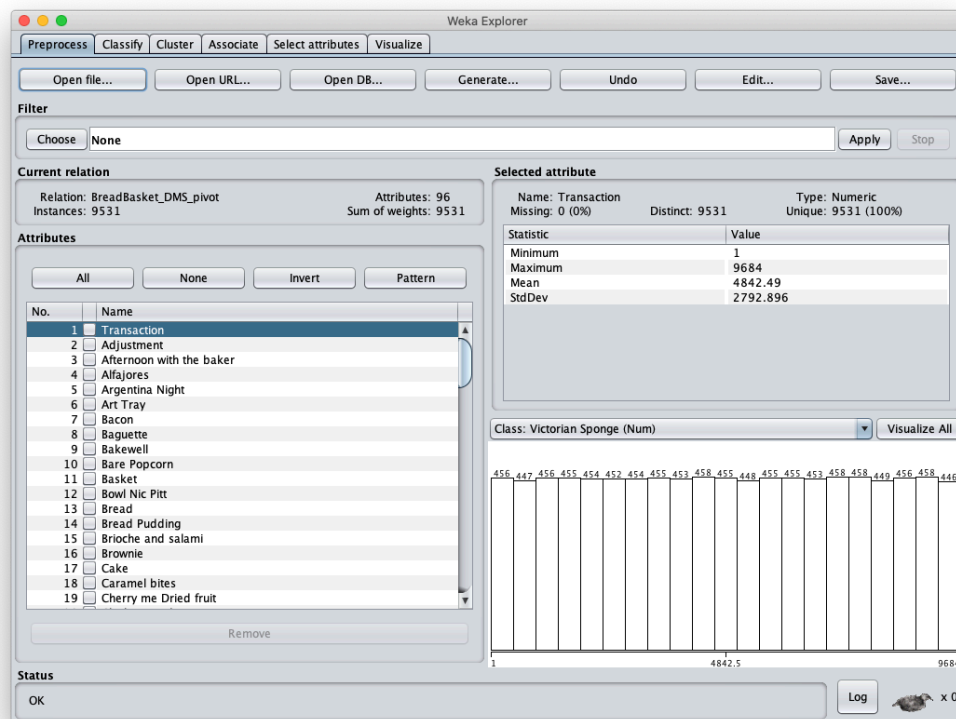 Weka Explorer
Preprocess Classify Cluster Associate Select attributes Visualize
Open file... Open URL... Open DB... Generate... Undo Edit... Save...
Filter
Choose None Apply Stop
Current relation
Relation: BreadBasket_DMS_pivot Attributes: 96
Instances: 9531 Sum of weights: 9531
Attributes
All None Invert Pattern
No. Name
1 Transaction
2 Adjustment
3 Afternoon with the baker
4 Alfajores
5 Argentina Night
6 Art Tray
7 Bacon
8 Baguette
9 Bakewell
10 Bare Popcorn
11 Basket
12 Bowl Nic Pitt
13 Bread
14 Bread Pudding
15 Brioche and salami
16 Brownie
17 Cake
18 Caramel bites
19 Cherry me Dried fruit
Remove
Selected attribute
Name: Transaction Type: Numeric
Missing: 0 (0%) Distinct: 9531 Unique: 9531 (100%)
Statistic Value
Minimum 1
Maximum 9684
Mean 4842.49
StdDev 2792.896
Class: Victorian Sponge (Num) Visualize All
456 447 456 455 454 452 454 455 453 458 455 448 455 455 453 458 458 449 456 458 446
1 4842.5 9684
Status
OK Log x 0